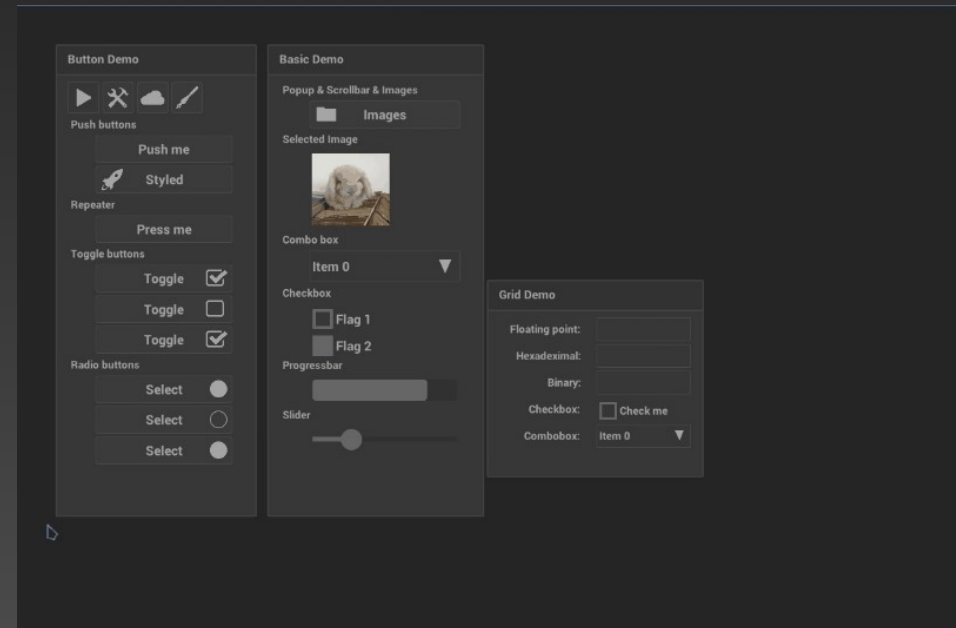 Button Demo
Push buttons
Push me
Styled
Repeater
Press me
Toggle buttons
Toggle
Toggle
Toggle
Radio buttons
Select
Select
Select
Basic Demo
Popup & Scrollbar & Images
Images
Selected Image
Combo box
Item 0
Checkbox
Flag 1
Flag 2
Progressbar
Slider
Grid Demo
Floating point:
Hexadeximal:
Binary:
Checkbox: Check me
Combobox: Item 0